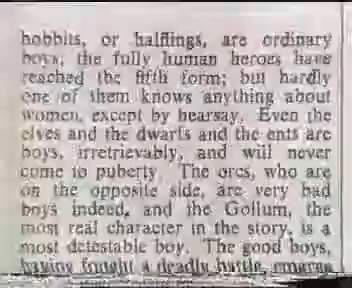 hobbits, or halflings, are ordinary
boys, the fully human heroes have
reached the fifth form; but hardly
one of them knows anything about
women, except by hearsay. Even the
elves and the dwarfs and the ents are
boys, irretrievably, and will never
come to puberty. The orcs, who are
on the opposite side, are very bad
boys indeed, and the Gollum, the
most real character in the story, is a
most detestable boy. The good boys,
having fought a deadly battle, emerge